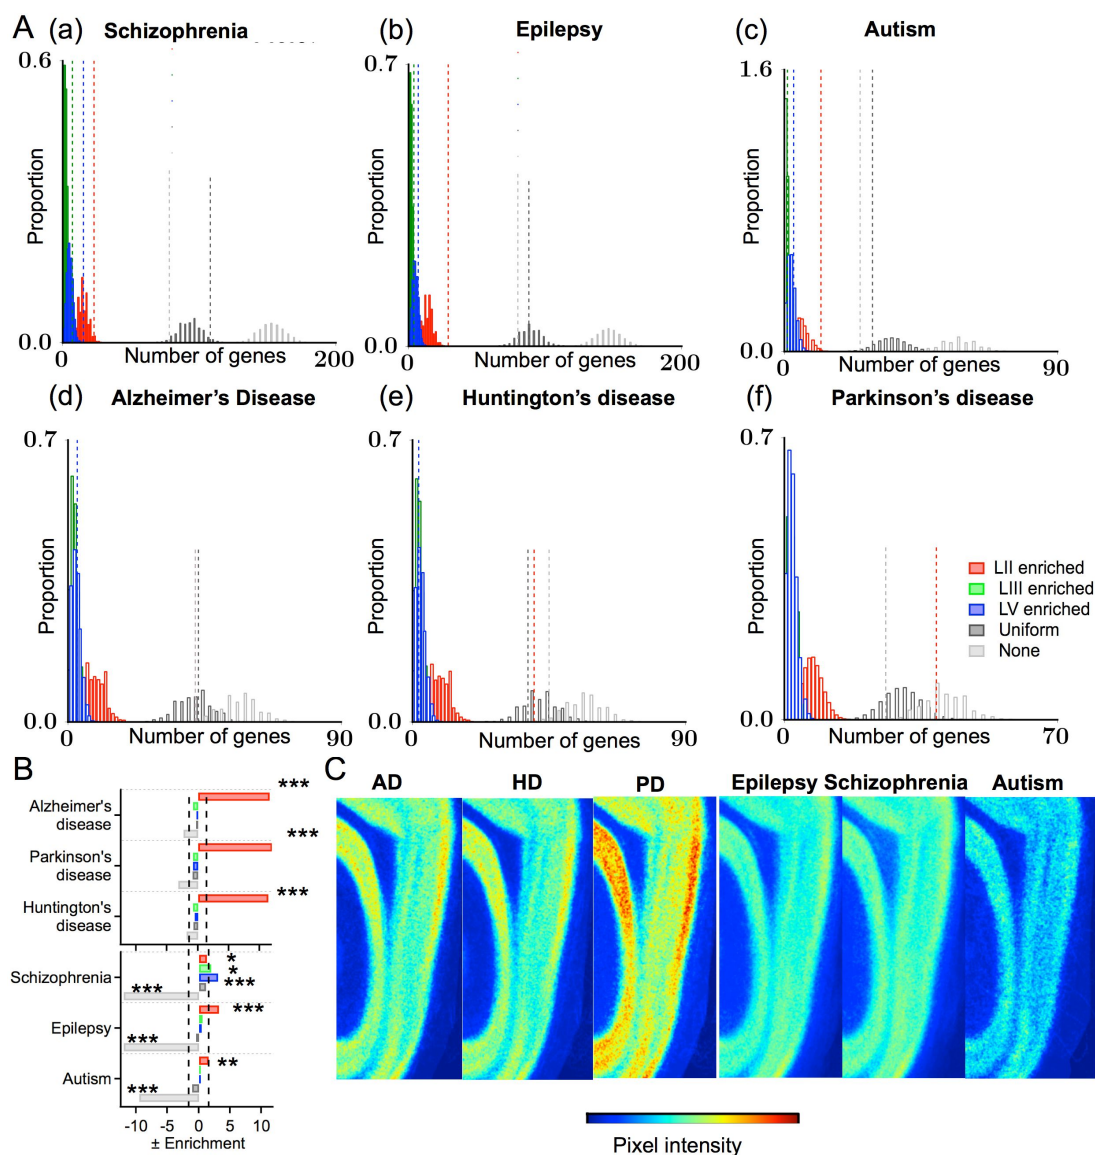 A (a) Schizophrenia (b) Epilepsy (c) Autism
0.6 0.7 1.6
Proportion Proportion Proportion
0.0 0.0 0.0
0 Number of genes 200 0 Number of genes 200 0 Number of genes 90
(d) Alzheimer's Disease (e) Huntington's disease (f) Parkinson's disease
0.7 0.7 0.7
Proportion Proportion Proportion
LII enriched
LIII enriched
LV enriched
Uniform
None
0.0 0.0 0.0
0 Number of genes 90 0 Number of genes 90 0 Number of genes 70
B
***
Alzheimer's
disease
***
Parkinson's
disease
***
Huntington's
disease
*
*
Schizophrenia *** ***
***
Epilepsy ***
**
Autism ***
-10 -5 0 5 10
± Enrichment
C AD HD PD Epilepsy Schizophrenia Autism
Pixel intensity